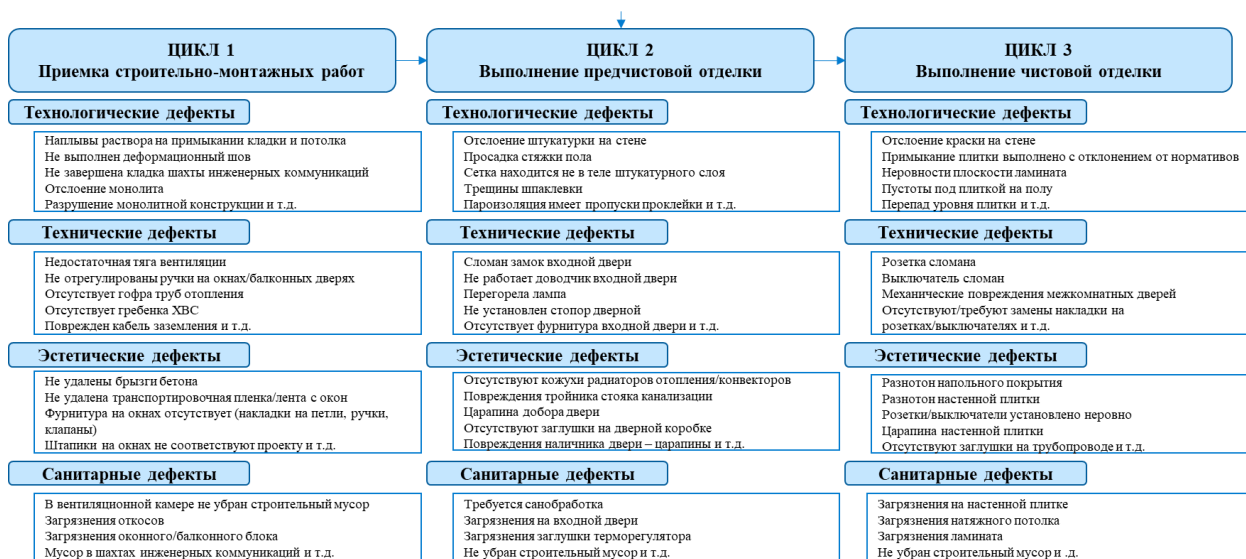 ЦИКЛ 1
Приемка строительно-монтажных работ
Технологические дефекты
Наплывы раствора на примыкании кладки и потолка
Не выполнен деформационный шов
Не завершена кладка шахты инженерных коммуникаций
Отслоение монолита
Разрушение монолитной конструкции и т.д.
Технические дефекты
Недостаточная тяга вентиляции
Не отрегулированы ручки на окнах/балконных дверях
Отсутствует гофра труб отопления
Отсутствует гребенка ХВС
Поврежден кабель заземления и т.д.
Эстетические дефекты
Не удалены брызги бетона
Не удалена транспортировочная пленка/лента с окон
Фурнитура на окнах отсутствует (накладки на петли, ручки,
клапаны)
Штапики на окнах не соответствуют проекту и т.д.
Санитарные дефекты
В вентиляционной камере не убран строительный мусор
Загрязнения откосов
Загрязнения оконного/балконного блока
Мусор в шахтах инженерных коммуникаций и т.д.
ЦИКЛ 2
Выполнение предчистовой отделки
Технологические дефекты
Отслоение штукатурки на стене
Просадка стяжки пола
Сетка находится не в теле штукатурного слоя
Трещины шпаклевки
Пароизоляция имеет пропуски проклейки и т.д.
Технические дефекты
Сломан замок входной двери
Не работает доводчик входной двери
Перегорела лампа
Не установлен стопор дверной
Отсутствует фурнитура входной двери и т.д.
Эстетические дефекты
Отсутствуют кожухи радиаторов отопления/конвекторов
Повреждения тройника стояка канализации
Царапина добора двери
Отсутствуют заглушки на дверной коробке
Повреждения наличника двери – царапины и т.д.
Санитарные дефекты
Требуется санобработка
Загрязнения на входной двери
Загрязнения заглушки терморегулятора
Не убран строительный мусор и т.д.
ЦИКЛ 3
Выполнение чистовой отделки
Технологические дефекты
Отслоение краски на стене
Примыкание плитки выполнено с отклонением от нормативов
Неровности плоскости ламината
Пустоты под плиткой на полу
Перепад уровня плитки и т.д.
Технические дефекты
Розетка сломана
Выключатель сломан
Механические повреждения межкомнатных дверей
Отсутствуют/требуют замены накладки на
розетках/выключателях и т.д.
Эстетические дефекты
Разнотон напольного покрытия
Разнотон настенной плитки
Розетки/выключатели установлено неровно
Царапина настенной плитки
Отсутствуют заглушки на трубопроводе и т.д.
Санитарные дефекты
Загрязнения на настенной плитке
Загрязнения натяжного потолка
Загрязнения ламината
Не убран строительный мусор и .д.